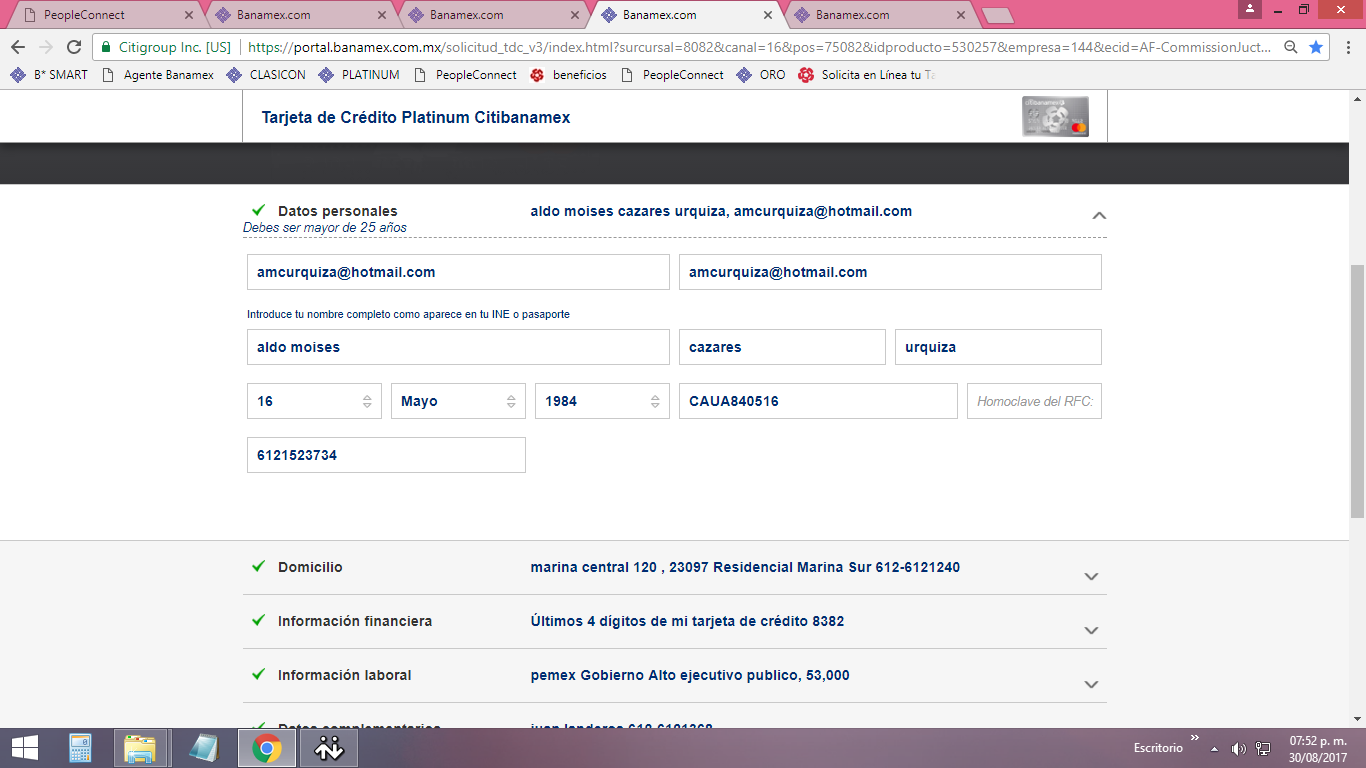 PeopleConnect
Banamex.com
Banamex.com
Banamex.com
Banamex.com
Citigroup Inc. [US] https://portal.banamex.com.mx/solicitud_tdc_v3/index.html?surcursal=8082&canal=16&pos=75082&idproducto=530257&empresa=144&ecid=AF-CommissionJuct...
B* SMART Agente Banamex CLASICON PLATINUM PeopleConnect beneficios PeopleConnect ORO Solicita en Línea tu
Tarjeta de Crédito Platinum Citibanamex
citibanamex
Datos personales aldo moises cazares urquiza, amcurquiza@hotmail.com
Debes ser mayor de 25 años
amcurquiza@hotmail.com amcurquiza@hotmail.com
Introduce tu nombre completo como aparece en tu INE o pasaporte
aldo moises cazares urquiza
16 Mayo 1984 CAUA840516 Homoclave del RFC:
6121523734
Domicilio marina central 120 , 23097 Residencial Marina Sur 612-6121240
Información financiera Últimos 4 dígitos de mi tarjeta de crédito 8382
Información laboral pemex Gobierno Alto ejecutivo publico, 53,000
Escritorio » 07:52 p. m.
30/08/2017